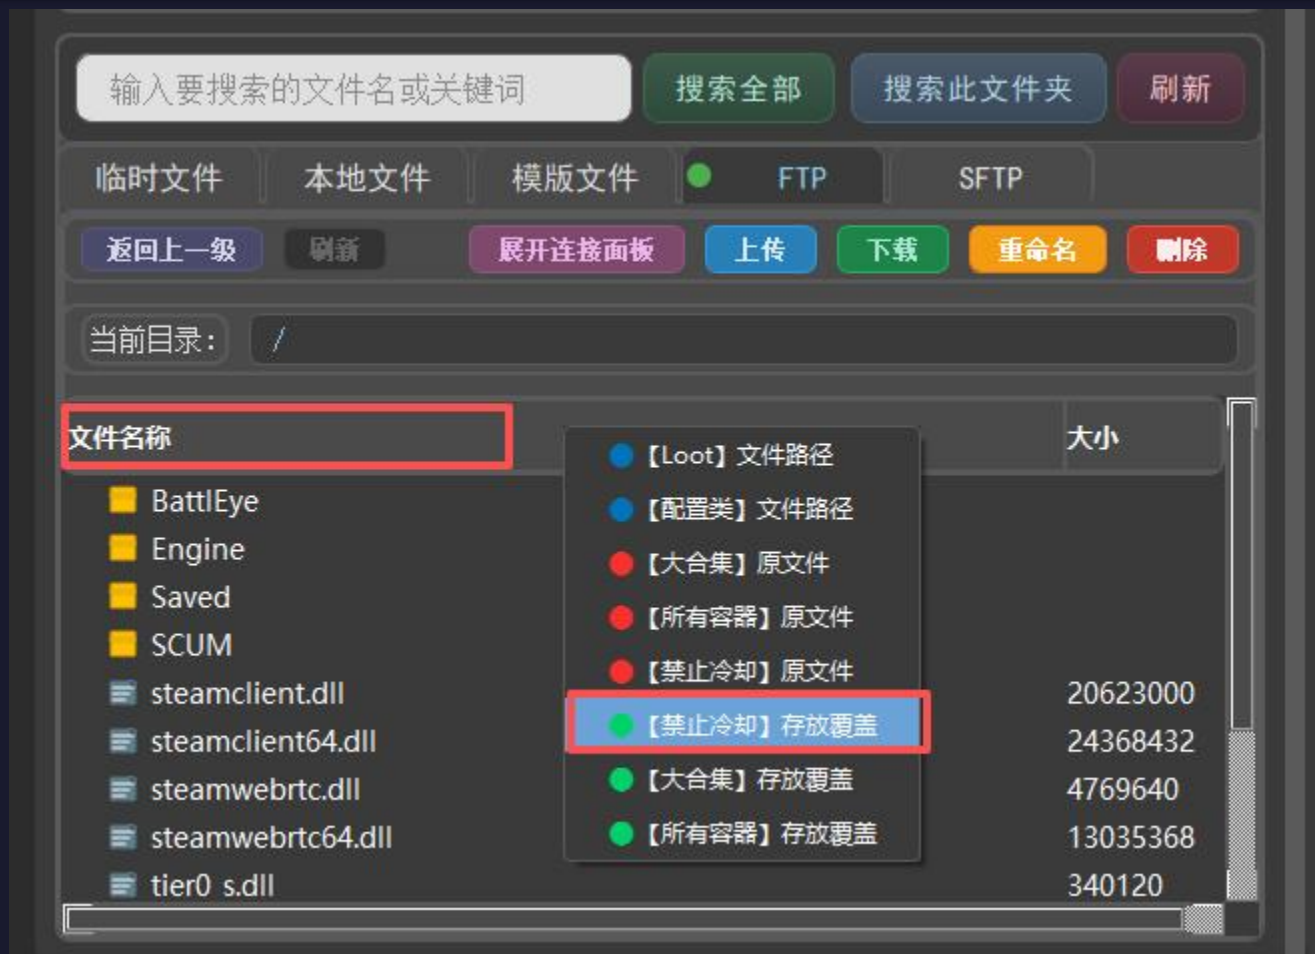 输入要搜索的文件名或关键词 搜索全部 搜索此文件夹 刷新
临时文件 本地文件 模版文件 FTP SFTP
返回上一级 刷新 展开连接面板 上传 下载 重命名 删除
当前目录: /
文件名称 大小
【Loot】文件路径
【配置类】文件路径
【大合集】原文件
【所有容器】原文件
【禁止冷却】原文件
【禁止冷却】存放覆盖
【大合集】存放覆盖
【所有容器】存放覆盖
BattlEye
Engine
Saved
SCUM
steamclient.dll 20623000
steamclient64.dll 24368432
steamwebrtc.dll 4769640
steamwebrtc64.dll 13035368
tier0_s.dll 340120